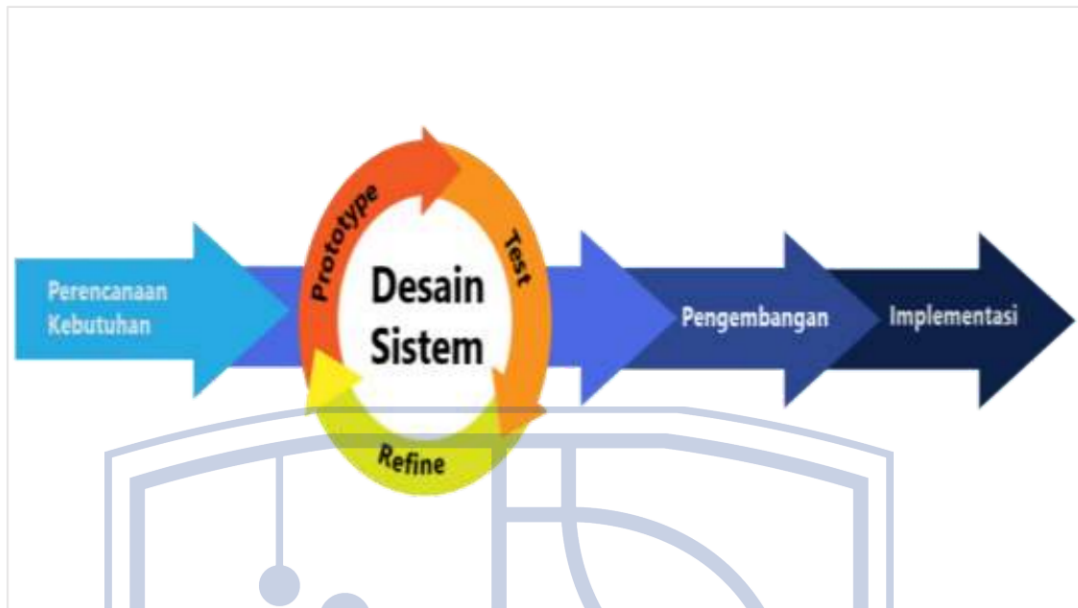 Perencanaan
Kebutuhan
Prototype
Test
Refine
Desain
Sistem
Pengembangan
Implementasi